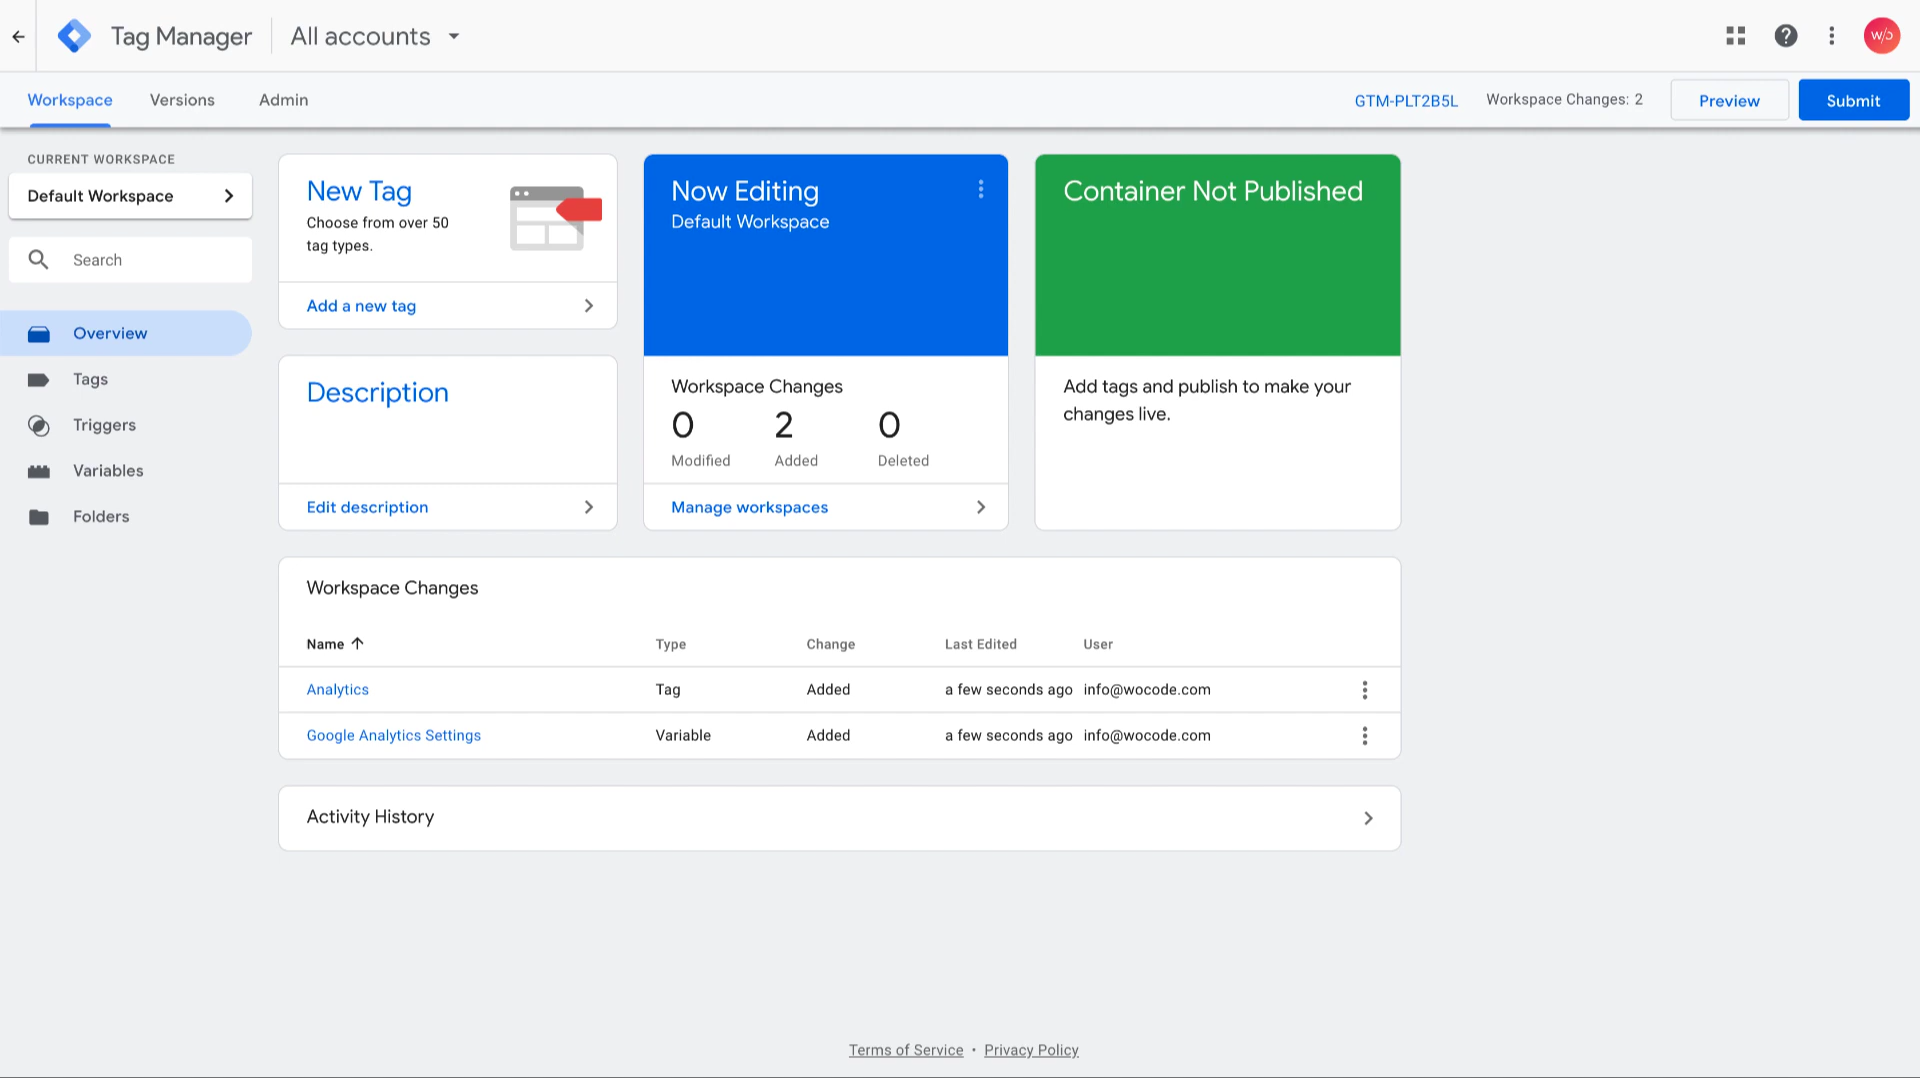 Tag Manager
All accounts
W/O
Workspace
Versions
Admin
GTM-PLT2B5L
Workspace Changes: 2
Preview
Submit
CURRENT WORKSPACE
Default Workspace
Search
Overview
Tags
Triggers
Variables
Folders
New Tag
Choose from over 50
tag types.
Add a new tag
Description
Edit description
Now Editing
Default Workspace
Workspace Changes
0 2 0
Modified Added Deleted
Manage workspaces
Container Not Published
Add tags and publish to make your
changes live.
Workspace Changes
Name Type Change Last Edited User
Analytics Tag Added a few seconds ago info@wocode.com
Google Analytics Settings Variable Added a few seconds ago info@wocode.com
Activity History
Terms of Service • Privacy Policy